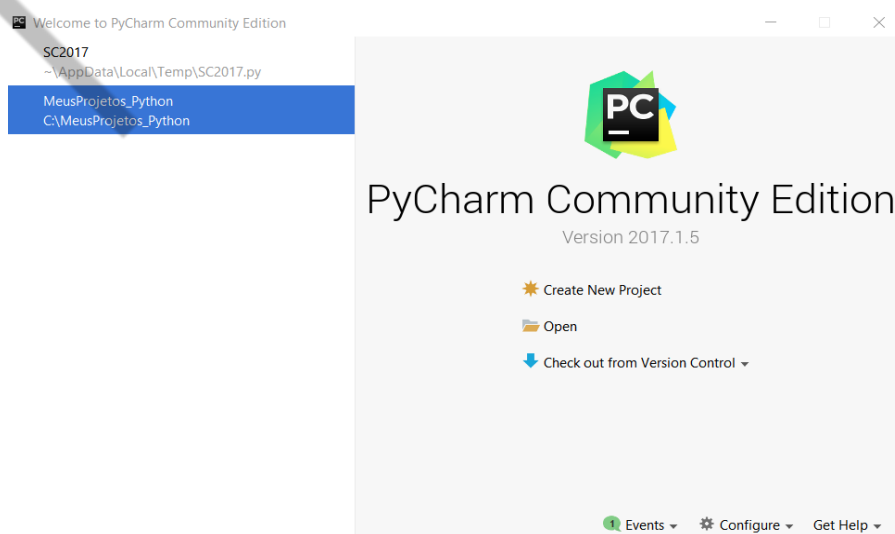 PC Welcome to PyCharm Community Edition
SC2017
~\AppData\Local\Temp\SC2017.py
MeusProjetos_Python
C:\MeusProjetos_Python
PC
PyCharm Community Edition
Version 2017.1.5
Create New Project
Open
Check out from Version Control
1 Events
Configure
Get Help